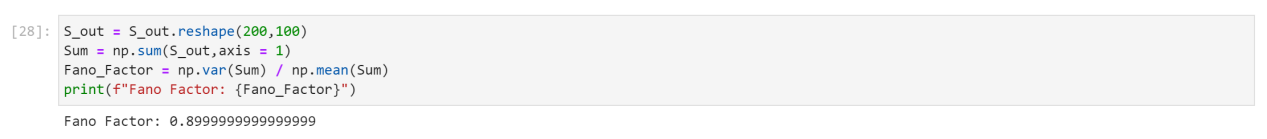 [28]: S_out = S_out.reshape(200,100)
Sum = np.sum(S_out,axis = 1)
Fano_Factor = np.var(Sum) / np.mean(Sum)
print(f"Fano Factor: {Fano_Factor}")
Fano Factor: 0.8999999999999999